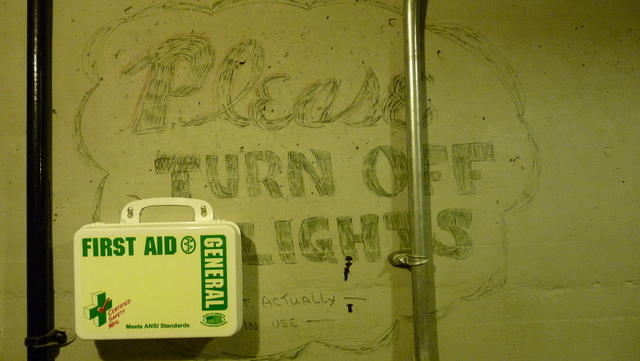 Please
TURN OFF
LIGHTS
ACTUALLY —
IN USE —
FIRST AID
GENERAL
CERTIFIED
SAFETY
MFG.
Meets ANSI Standards